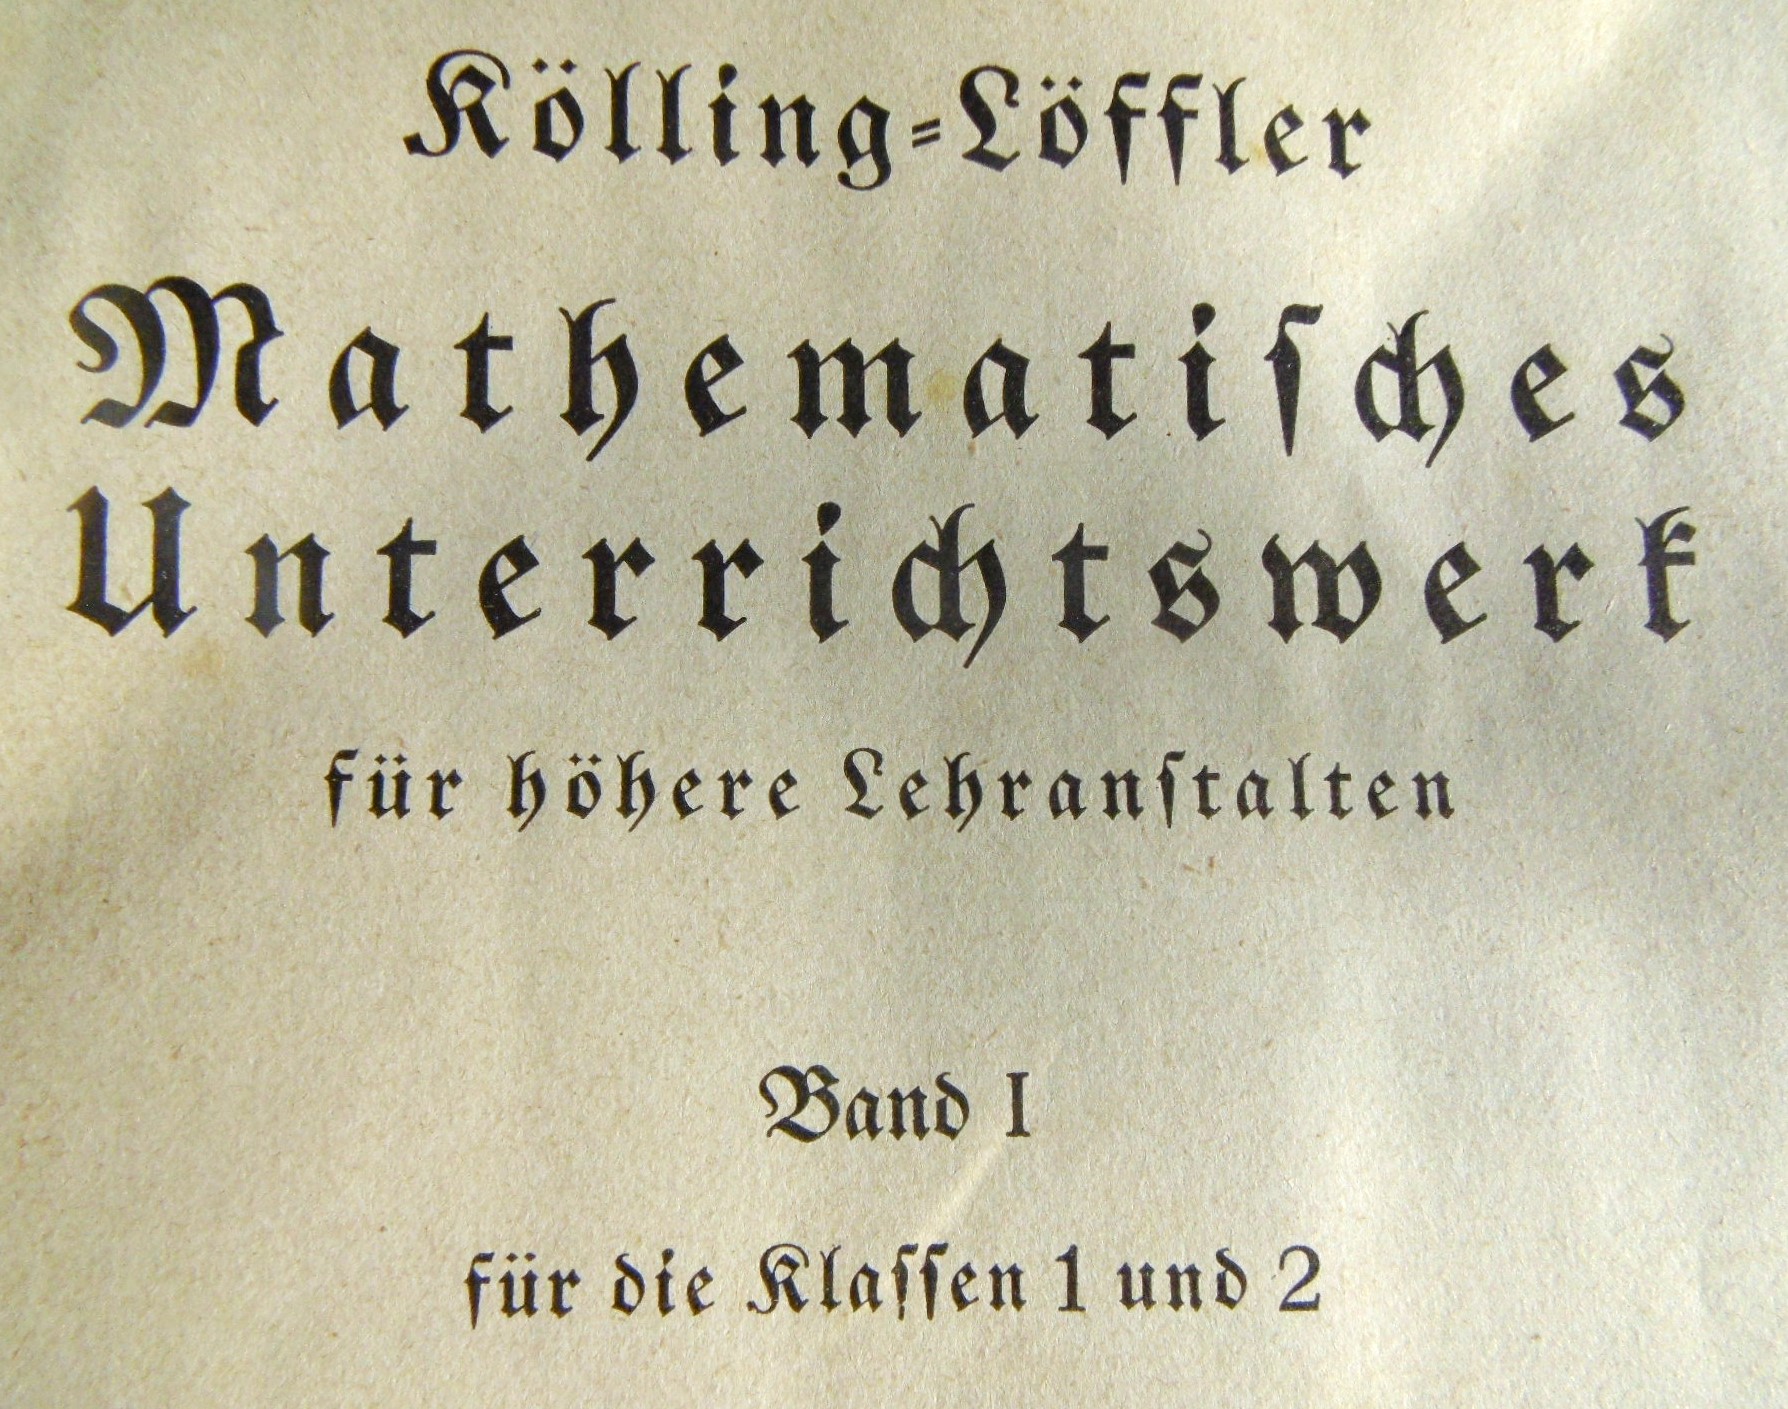 Kölling-Löffler
Mathematiſches
Unterrichtswerk
für höhere Lehranſtalten
Band I
für die Klaſſen 1 und 2